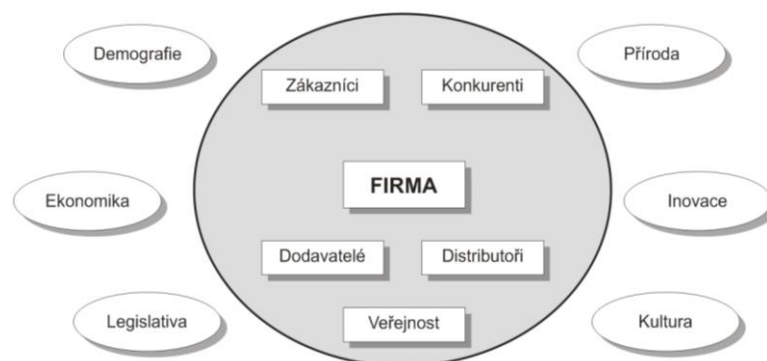 Demografie
Příroda
Zákazníci
Konkurenti
FIRMA
Ekonomika
Inovace
Dodavatelé
Distributoři
Legislativa
Veřejnost
Kultura